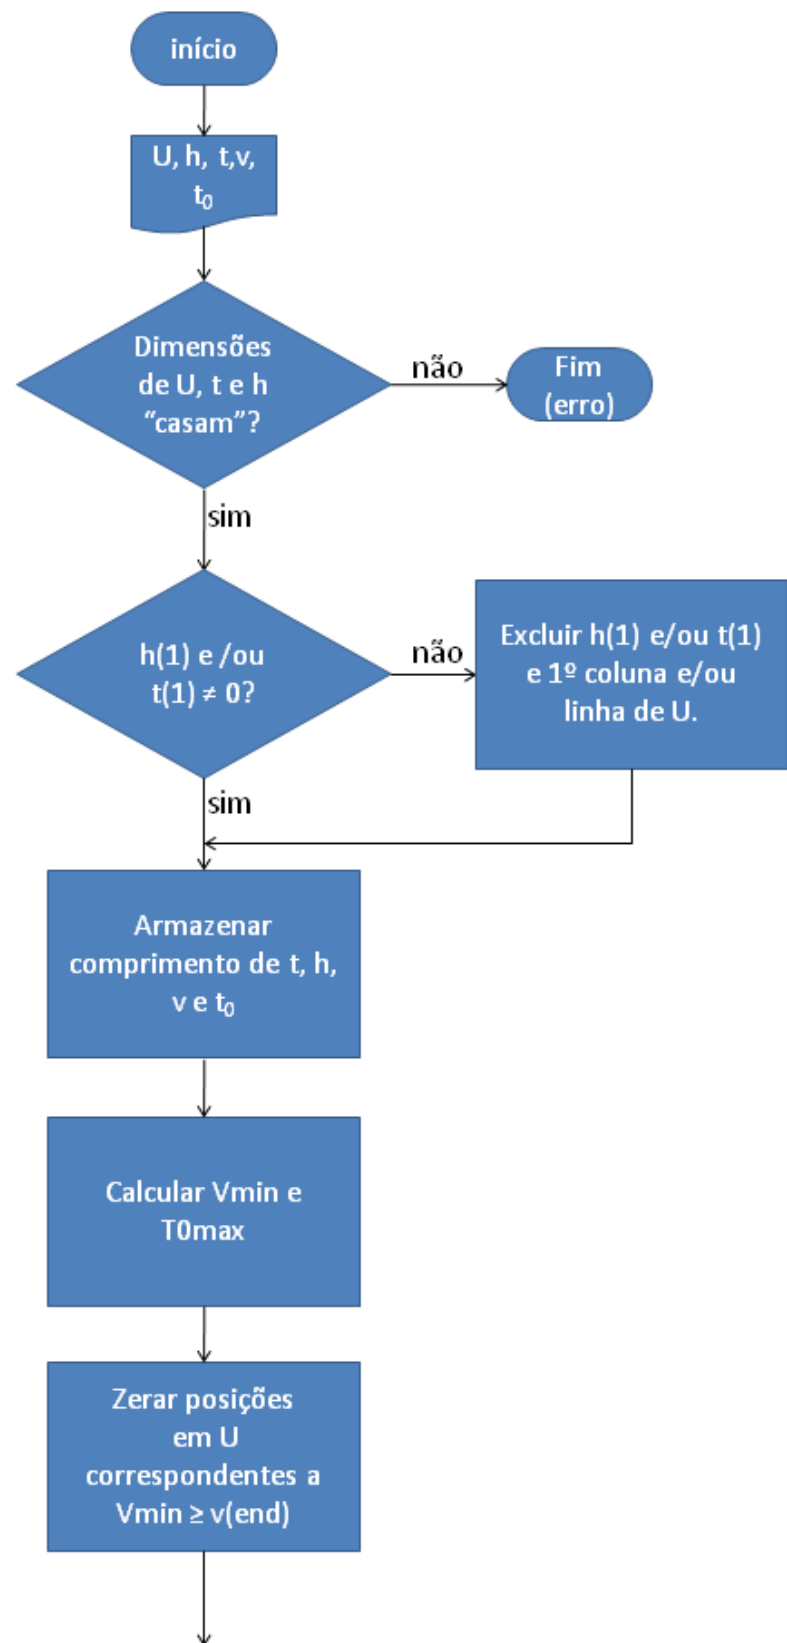 início
U, h, t,v,
t₀
Dimensões
de U, t e h
“casam”?
não
Fim
(erro)
sim
h(1) e /ou
t(1) ≠ 0?
não
Excluir h(1) e/ou t(1)
e 1º coluna e/ou
linha de U.
sim
Armazenar
comprimento de t, h,
v e t₀
Calcular Vmin e
T0max
Zerar posições
em U
correspondentes a
Vmin ≥ v(end)